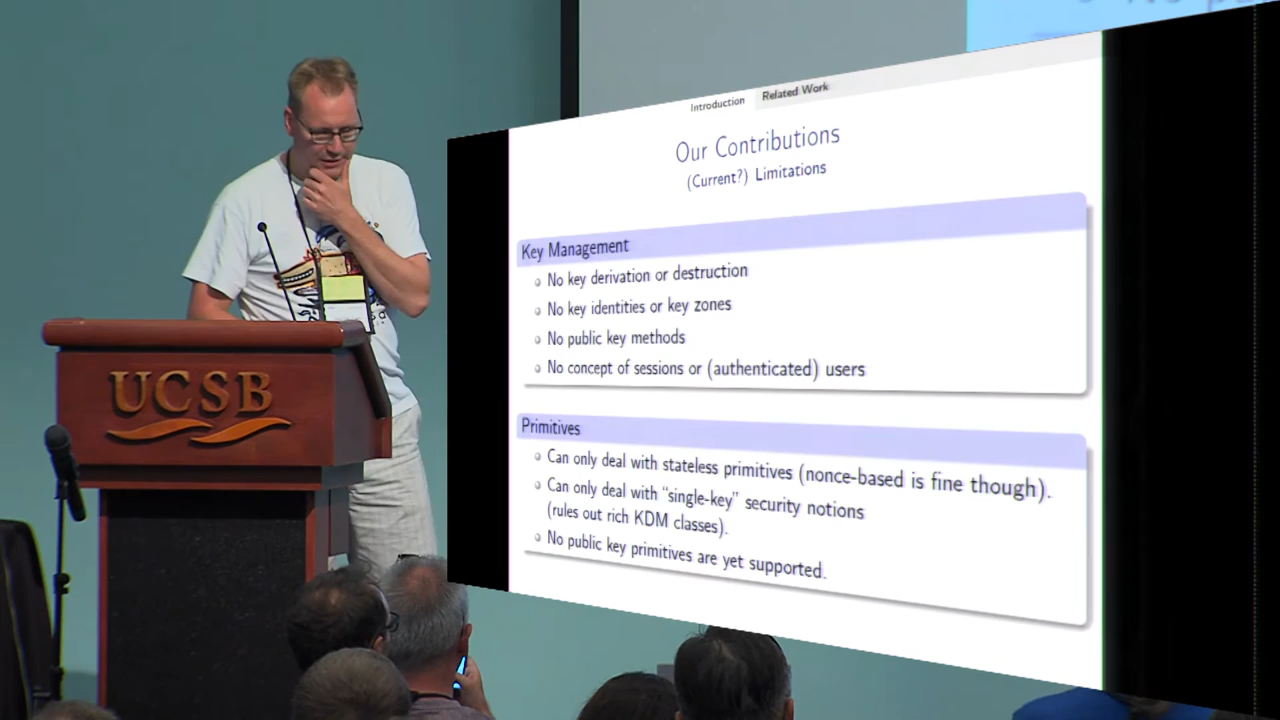 Introduction
Related Work
Our Contributions
(Current?) Limitations
Key Management
No key derivation or destruction
No key identities or key zones
No public key methods
No concept of sessions or (authenticated) users
Primitives
Can only deal with stateless primitives (nonce-based is fine though).
Can only deal with “single-key” security notions
(rules out rich KDM classes).
No public key primitives are yet supported.
UCSB